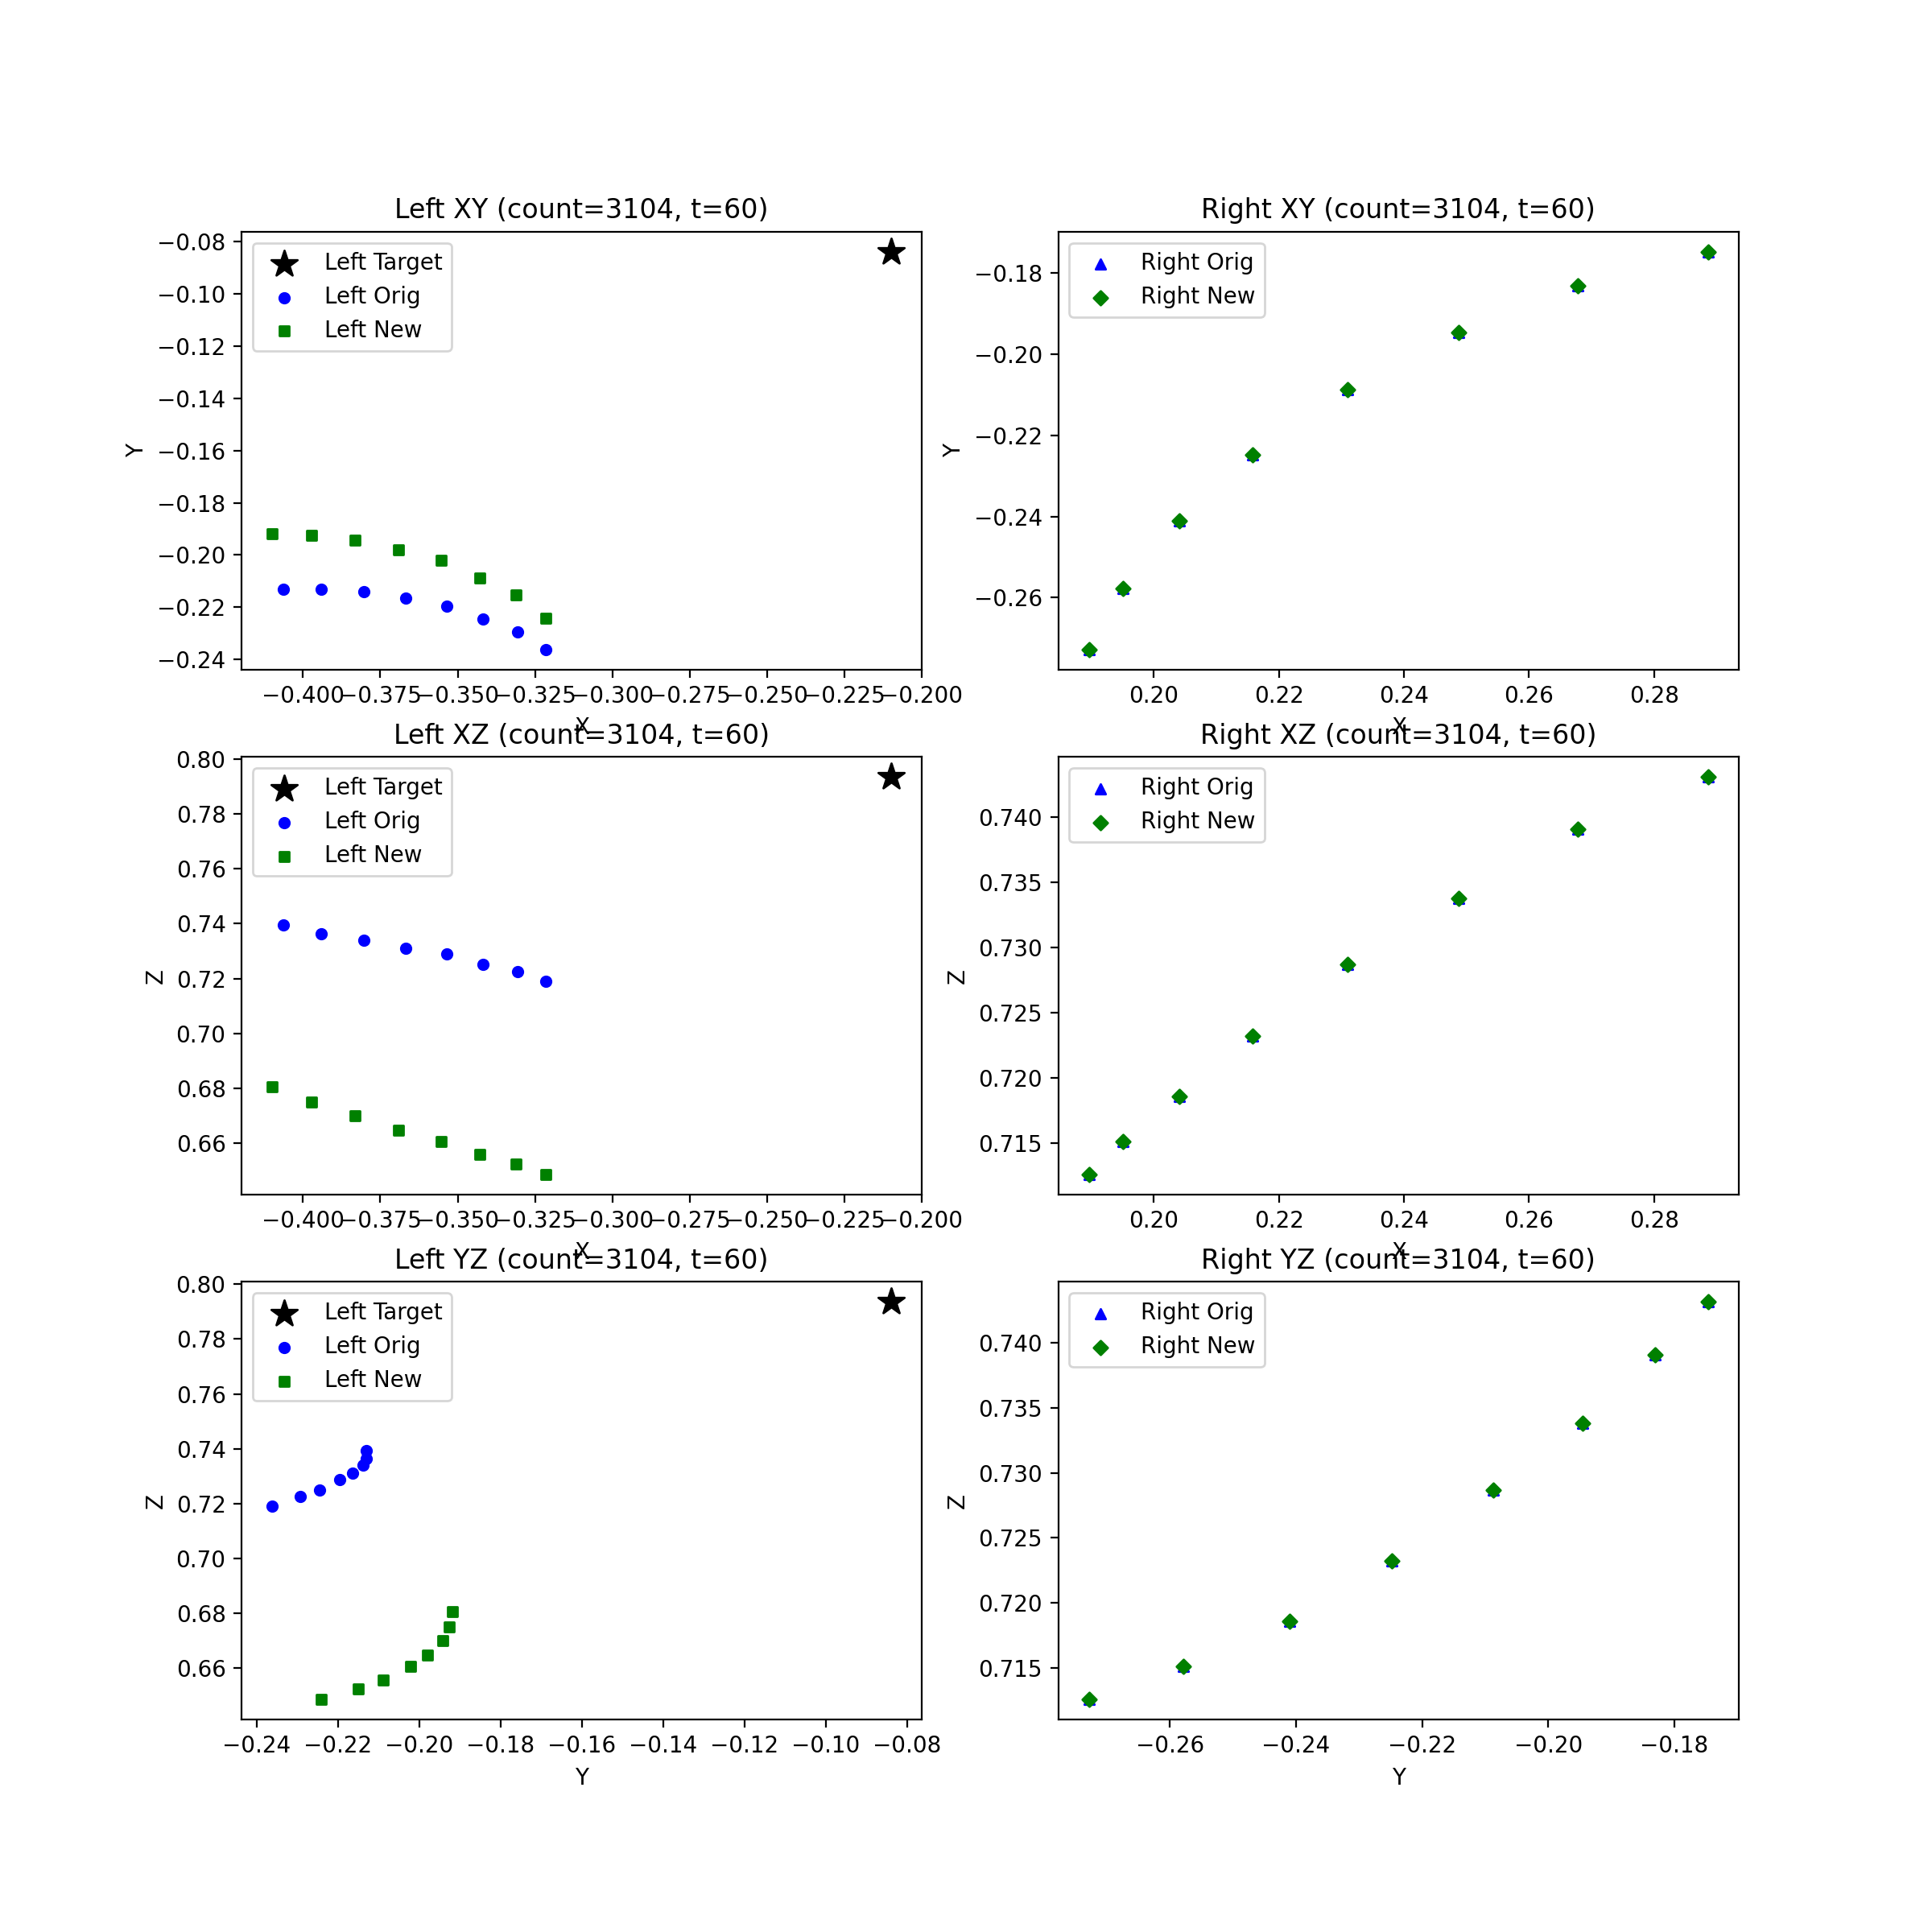 Left XY (count=3104, t=60)
−0.08
−0.10
−0.12
−0.14
−0.16
−0.18
−0.20
−0.22
−0.24
Y
Left Target
Left Orig
Left New
−0.400 −0.375 −0.350 −0.325 −0.300 −0.275 −0.250 −0.225 −0.200
X
Right XY (count=3104, t=60)
−0.18
−0.20
−0.22
−0.24
−0.26
Y
Right Orig
Right New
0.20 0.22 0.24 0.26 0.28
X
Left XZ (count=3104, t=60)
0.80
0.78
0.76
0.74
0.72
0.70
0.68
0.66
Z
Left Target
Left Orig
Left New
−0.400 −0.375 −0.350 −0.325 −0.300 −0.275 −0.250 −0.225 −0.200
X
Right XZ (count=3104, t=60)
0.740
0.735
0.730
0.725
0.720
0.715
Z
Right Orig
Right New
0.20 0.22 0.24 0.26 0.28
X
Left YZ (count=3104, t=60)
0.80
0.78
0.76
0.74
0.72
0.70
0.68
0.66
Z
Left Target
Left Orig
Left New
−0.24 −0.22 −0.20 −0.18 −0.16 −0.14 −0.12 −0.10 −0.08
Y
Right YZ (count=3104, t=60)
0.740
0.735
0.730
0.725
0.720
0.715
Z
Right Orig
Right New
−0.26 −0.24 −0.22 −0.20 −0.18
Y